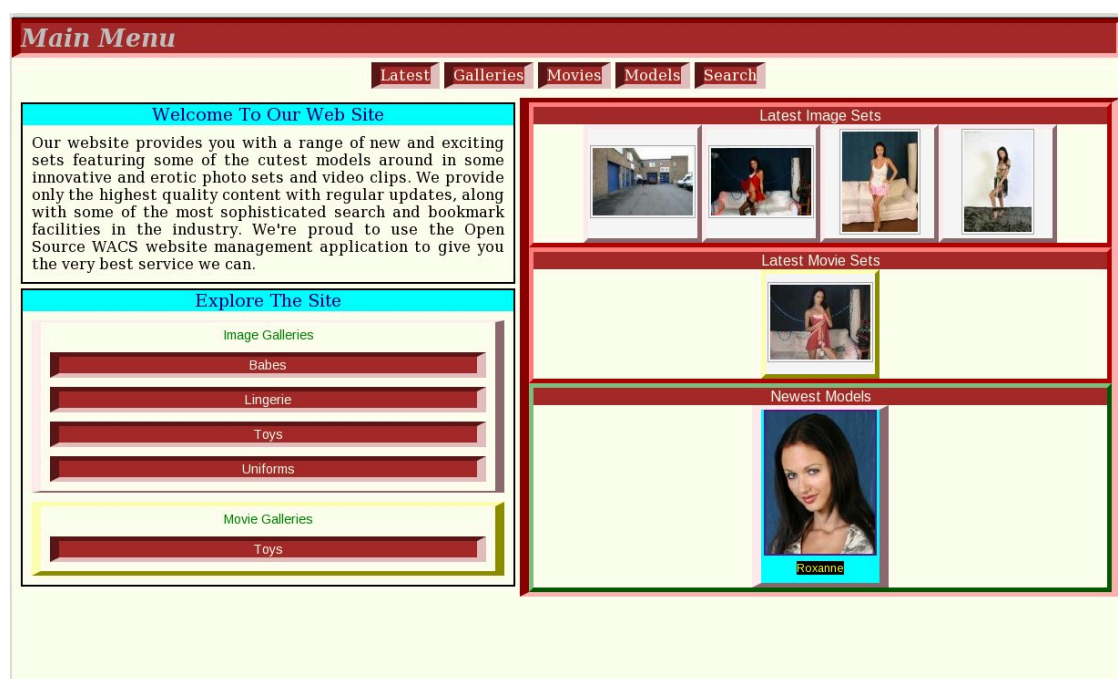 Main Menu
Latest Galleries Movies Models Search
Welcome To Our Web Site
Our website provides you with a range of new and exciting
sets featuring some of the cutest models around in some
innovative and erotic photo sets and video clips. We provide
only the highest quality content with regular updates, along
with some of the most sophisticated search and bookmark
facilities in the industry. We're proud to use the Open
Source WACS website management application to give you
the very best service we can.
Explore The Site
Image Galleries
Babes
Lingerie
Toys
Uniforms
Movie Galleries
Toys
Latest Image Sets
Latest Movie Sets
Newest Models
Roxanne